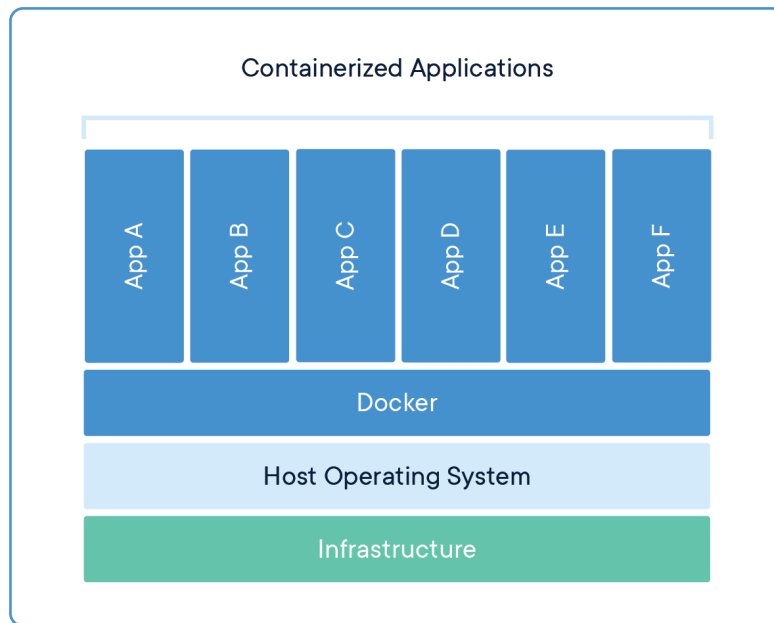 Containerized Applications
App A
App B
App C
App D
App E
App F
Docker
Host Operating System
Infrastructure